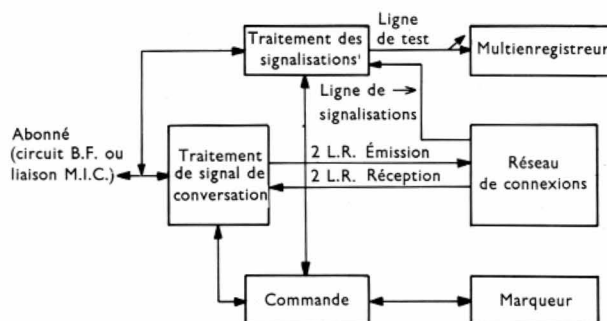 Traitement des
signalisations'
Ligne
de test
Multienregistreur
Ligne de →
signalisations
Abonné
(circuit B.F. ou
liaison M.I.C.)
Traitement
de signal de
conversation
2 L.R. Émission
2 L.R. Réception
Réseau
de connexions
Commande
Marqueur